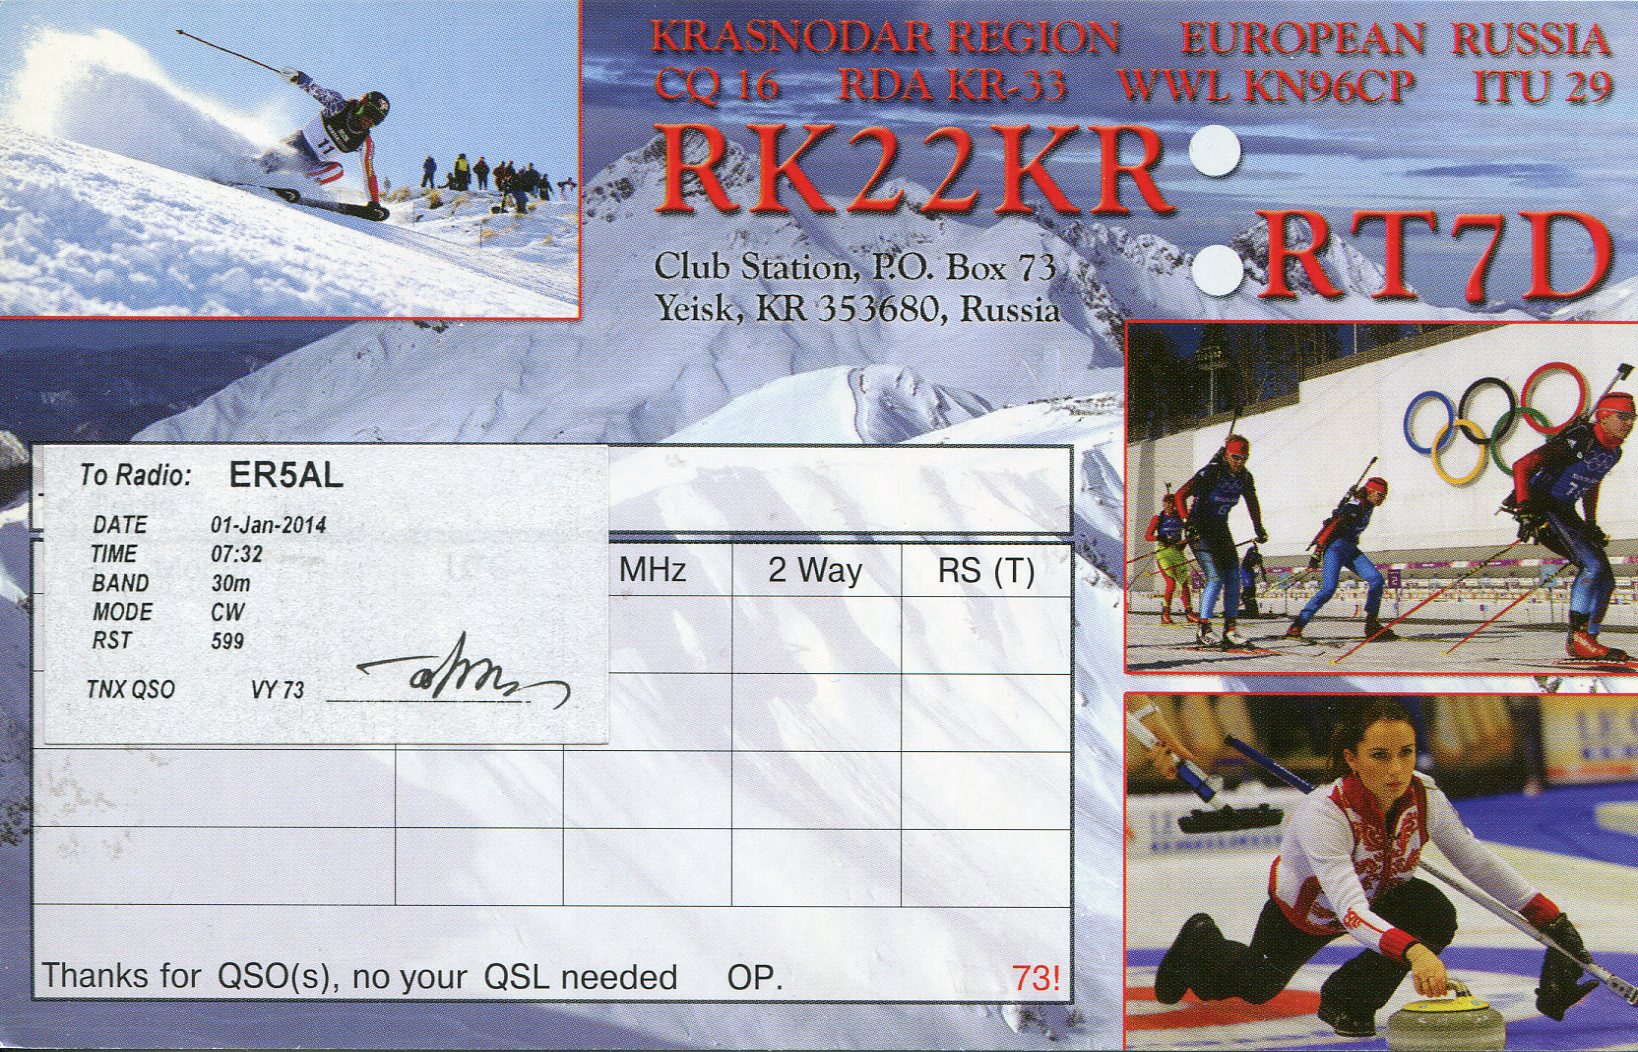 KRASNODAR REGION EUROPEAN RUSSIA
CQ 16 RDA KR-33 WWL KN96CP ITU 29
RK22KR
RT7D
Club Station, P.O. Box 73
Yeisk, KR 353680, Russia
11
To Radio: ER5AL
DATE 01-Jan-2014
TIME 07:32
BAND 30m
MODE CW
RST 599
TNX QSO VY 73
MHz 2 Way RS (T)
Thanks for QSO(s), no your QSL needed OP. 73!